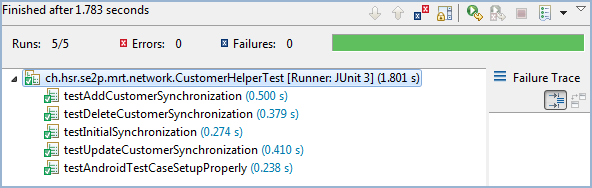 Finished after 1.783 seconds
Runs: 5/5 Errors: 0 Failures: 0
ch.hsr.se2p.mrt.network.CustomerHelperTest [Runner: JUnit 3] (1.801 s)
Failure Trace
testAddCustomerSynchronization (0.500 s)
testDeleteCustomerSynchronization (0.379 s)
testInitialSynchronization (0.274 s)
testUpdateCustomerSynchronization (0.410 s)
testAndroidTestCaseSetupProperly (0.238 s)